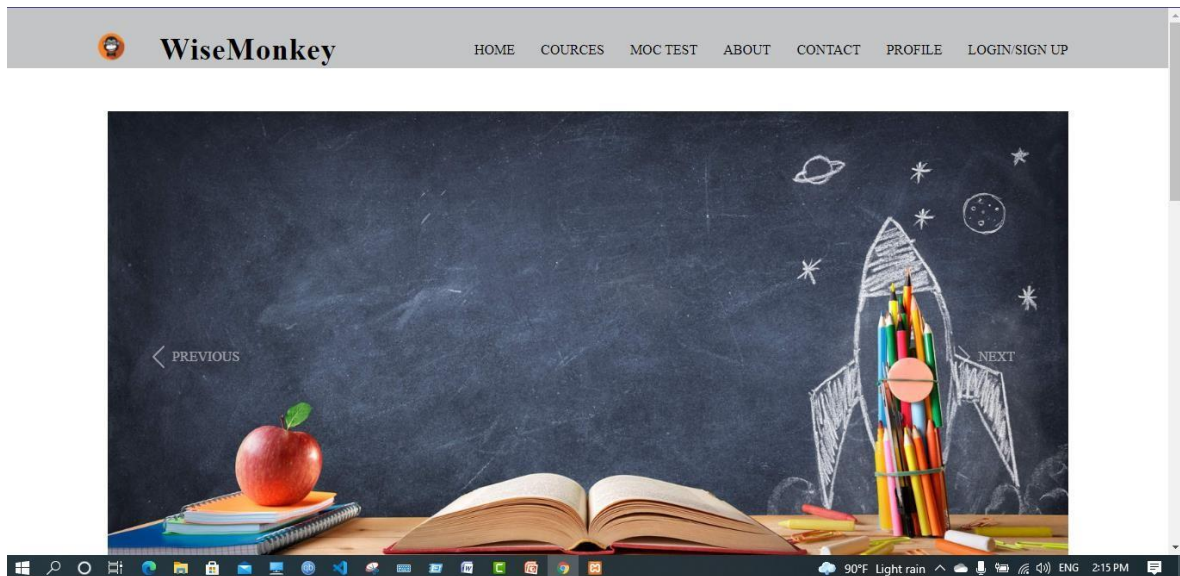 WiseMonkey HOME COURCES MOC TEST ABOUT CONTACT PROFILE LOGIN/SIGN UP
PREVIOUS NEXT
90°F Light rain ENG 2:15 PM